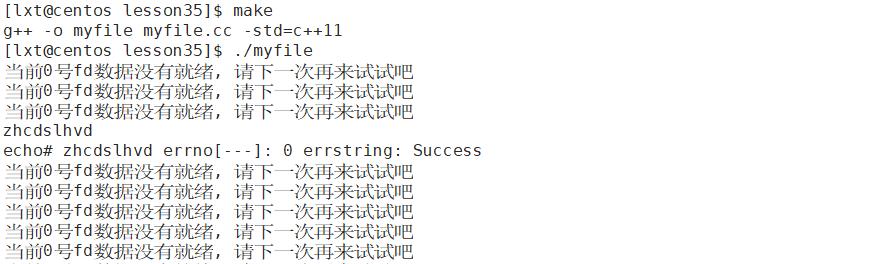 [lxt@centos lesson35]$ make
g++ -o myfile myfile.cc -std=c++11
[lxt@centos lesson35]$ ./myfile
当前0号fd数据没有就绪, 请下一次再来试试吧
当前0号fd数据没有就绪, 请下一次再来试试吧
当前0号fd数据没有就绪, 请下一次再来试试吧
zhcdslhvd
echo# zhcdslhvd errno[---]: 0 errstring: Success
当前0号fd数据没有就绪, 请下一次再来试试吧
当前0号fd数据没有就绪, 请下一次再来试试吧
当前0号fd数据没有就绪, 请下一次再来试试吧
当前0号fd数据没有就绪, 请下一次再来试试吧
当前0号fd数据没有就绪, 请下一次再来试试吧